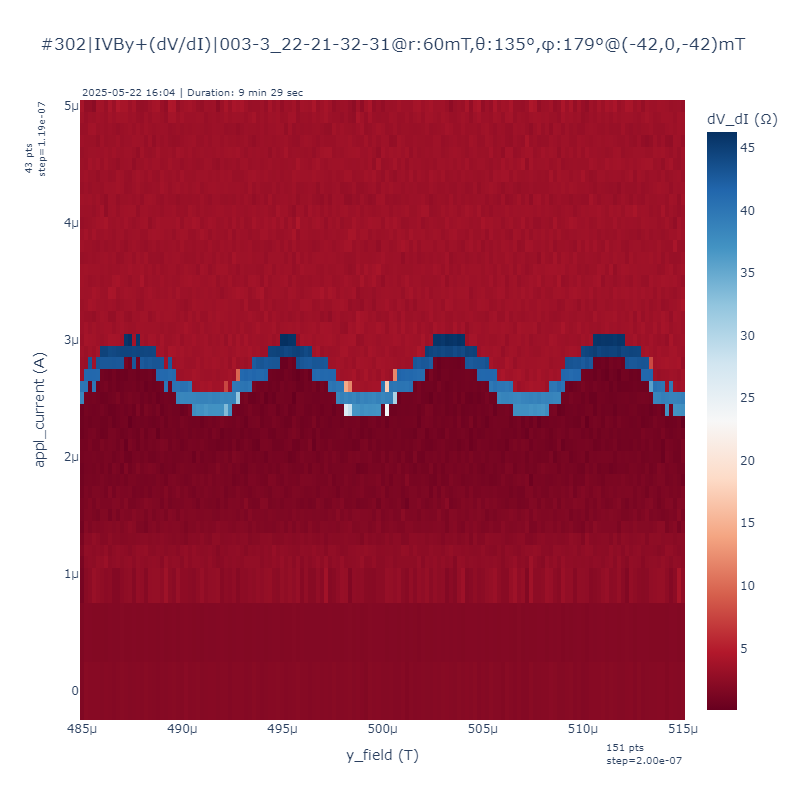 #302|IVBy+(dV/dI)|003-3_22-21-32-31@r:60mT,θ:135º,φ:179º@(-42,0,-42)mT
2025-05-22 16:04 | Duration: 9 min 29 sec
43 pts
step=1.19e-07
appl_current (A)
5μ
4μ
3μ
2μ
1μ
0
485μ
490μ
495μ
500μ
505μ
510μ
515μ
y_field (T)
151 pts
step=2.00e-07
dV_dI (Ω)
45
40
35
30
25
20
15
10
5